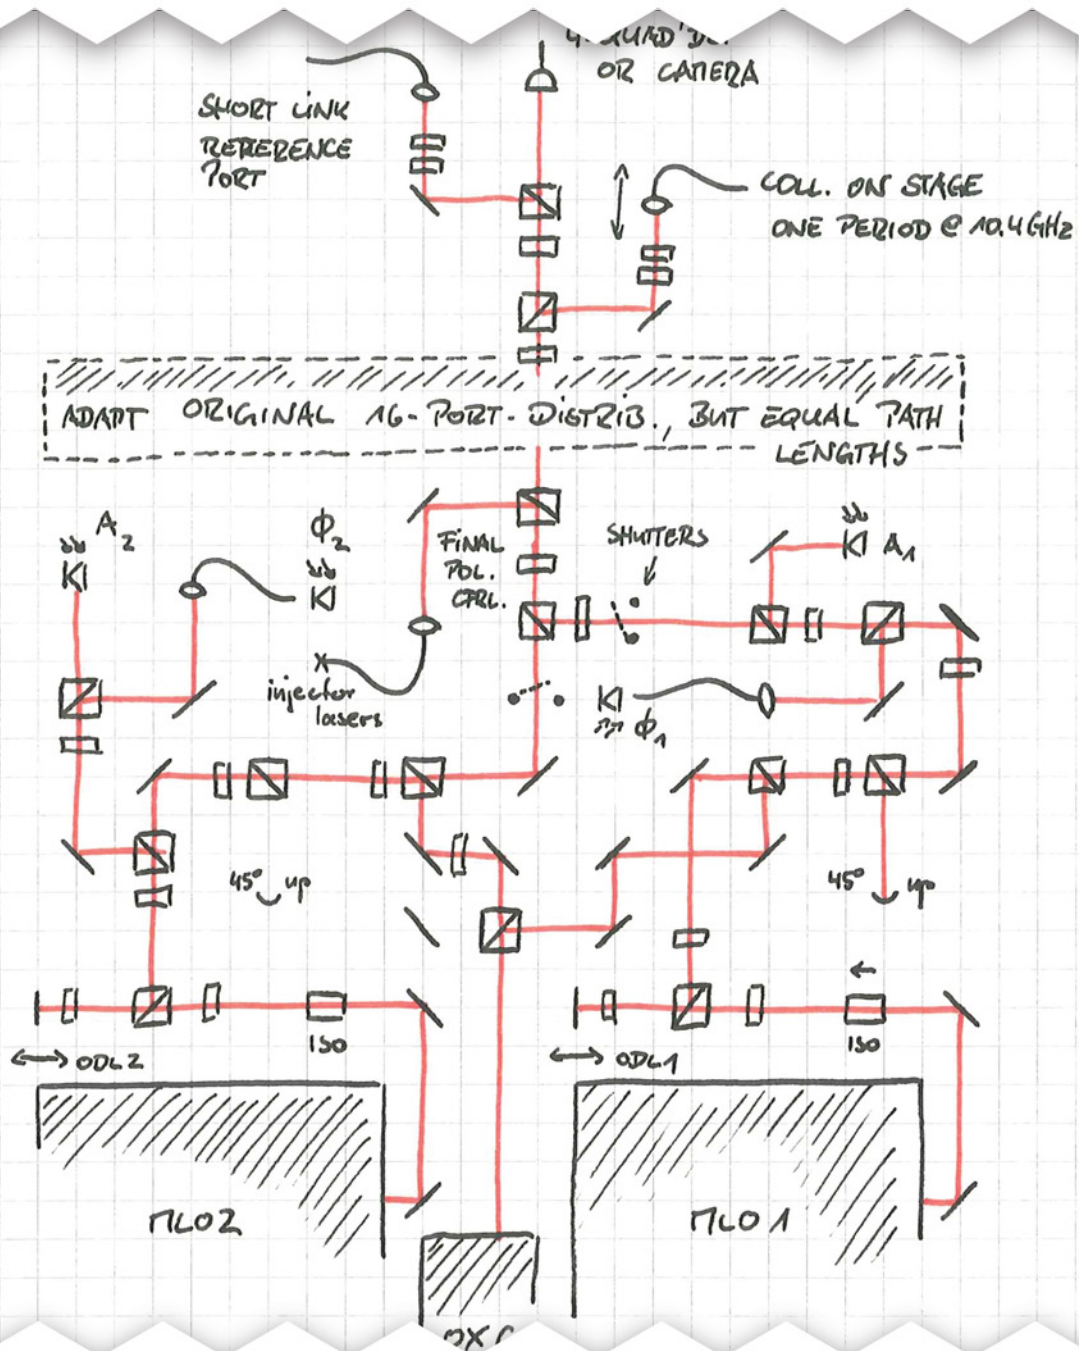 OR CAMERA
SHORT LINK
REFERENCE
PORT
COLL. ON STAGE
ONE PERIOD @ 10.4 GHz
ADAPT ORIGINAL 16-PORT-DISTRIB., BUT EQUAL PATH
LENGTHS
A2
Φ2
FINAL
POL.
CTRL.
SHUTTERS
A1
injector
lasers
Φ1
45° up
45° up
ISO
ISO
ODL2
ODL1
MLO2
MLO1